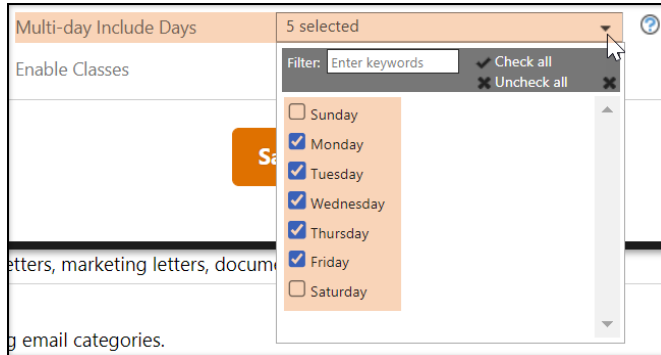 Multi-day Include Days 5 selected
Enable Classes
Filter: Enter keywords Check all
Uncheck all
Sunday
Monday
Tuesday
Wednesday
Thursday
Friday
Saturday
etters, marketing letters,
g email categories.